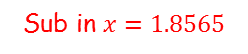 Sub in 𝑥 = 1.8565